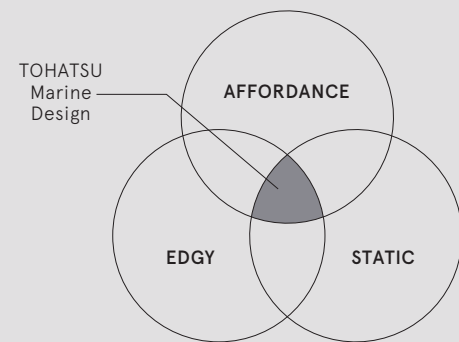 TOHATSU
Marine
Design
AFFORDANCE
EDGY
STATIC